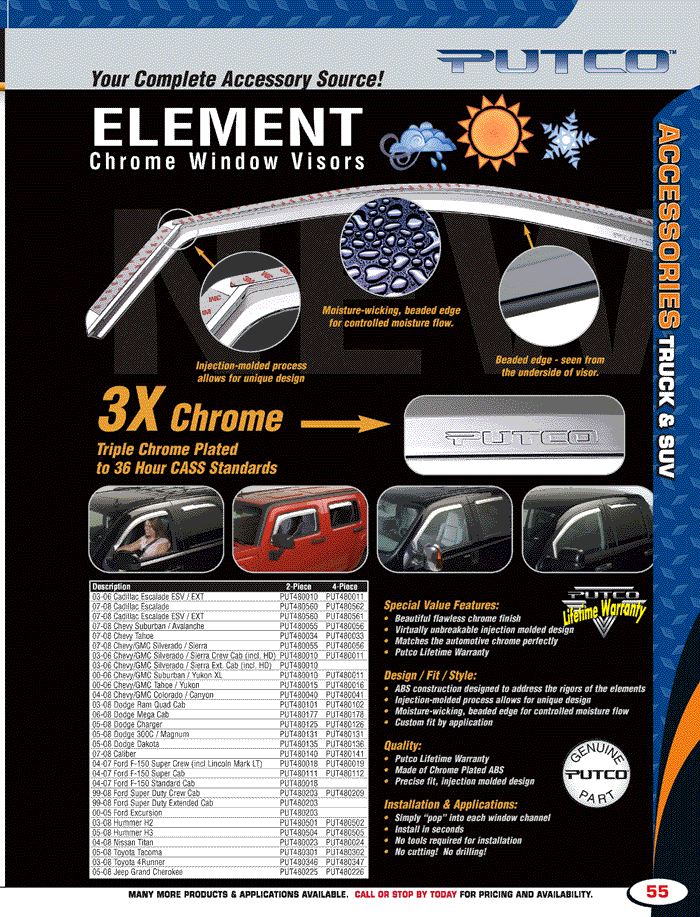 PUTCO™
Your Complete Accessory Source!
ELEMENT
Chrome Window Visors
ACCESSORIES TRUCK & SUV
NEW
Injection-molded process
allows for unique design
Moisture-wicking, beaded edge
for controlled moisture flow.
Beaded edge - seen from
the underside of visor.
3X Chrome
Triple Chrome Plated
to 36 Hour CASS Standards
PUTCO
Description 2-Piece 4-Piece
03-06 Cadillac Escalade ESV / EXT PUT480010 PUT480011
07-08 Cadillac Escalade PUT480560 PUT480562
07-08 Cadillac Escalade ESV / EXT PUT480560 PUT480561
07-08 Chevy Suburban / Avalanche PUT480055 PUT480056
07-08 Chevy Tahoe PUT480034 PUT480033
07-08 Chevy/GMC Silverado / Sierra PUT480055 PUT480056
03-06 Chevy/GMC Silverado / Sierra Crew Cab (incl. HD) PUT480010 PUT480011
03-06 Chevy/GMC Silverado / Sierra Ext. Cab (incl. HD) PUT480010
00-06 Chevy/GMC Suburban / Yukon XL PUT480010 PUT480011
00-06 Chevy/GMC Tahoe / Yukon PUT480015 PUT480016
04-08 Chevy/GMC Colorado / Canyon PUT480040 PUT480041
03-08 Dodge Ram Quad Cab PUT480101 PUT480102
06-08 Dodge Mega Cab PUT480177 PUT480178
05-08 Dodge Charger PUT480125 PUT480126
05-08 Dodge 300C / Magnum PUT480131 PUT480131
05-08 Dodge Dakota PUT480135 PUT480136
07-08 Caliber PUT480140 PUT480141
04-07 Ford F-150 Super Crew (incl Lincoln Mark LT) PUT480018 PUT480019
04-07 Ford F-150 Super Cab PUT480111 PUT480112
04-07 Ford F-150 Standard Cab PUT480018
99-08 Ford Super Duty Crew Cab PUT480203 PUT480209
99-08 Ford Super Duty Extended Cab PUT480203
00-05 Ford Excursion PUT480203
03-08 Hummer H2 PUT480501 PUT480502
05-08 Hummer H3 PUT480504 PUT480505
04-08 Nissan Titan PUT480023 PUT480024
05-08 Toyota Tacoma PUT480301 PUT480302
03-08 Toyota 4Runner PUT480346 PUT480347
05-08 Jeep Grand Cherokee PUT480225 PUT480226
PUTCO
Lifetime Warranty
Special Value Features:
• Beautiful flawless chrome finish
• Virtually unbreakable injection molded design
• Matches the automotive chrome perfectly
• Putco Lifetime Warranty
Design / Fit / Style:
• ABS construction designed to address the rigors of the elements
• Injection-molded process allows for unique design
• Moisture-wicking, beaded edge for controlled moisture flow
• Custom fit by application
Quality:
• Putco Lifetime Warranty
• Made of Chrome Plated ABS
• Precise fit, injection molded design
GENUINE
PUTCO
PART
Installation & Applications:
• Simply “pop” into each window channel
• Install in seconds
• No tools required for installation
• No cutting! No drilling!
MANY MORE PRODUCTS & APPLICATIONS AVAILABLE. CALL OR STOP BY TODAY FOR PRICING AND AVAILABILITY.
55